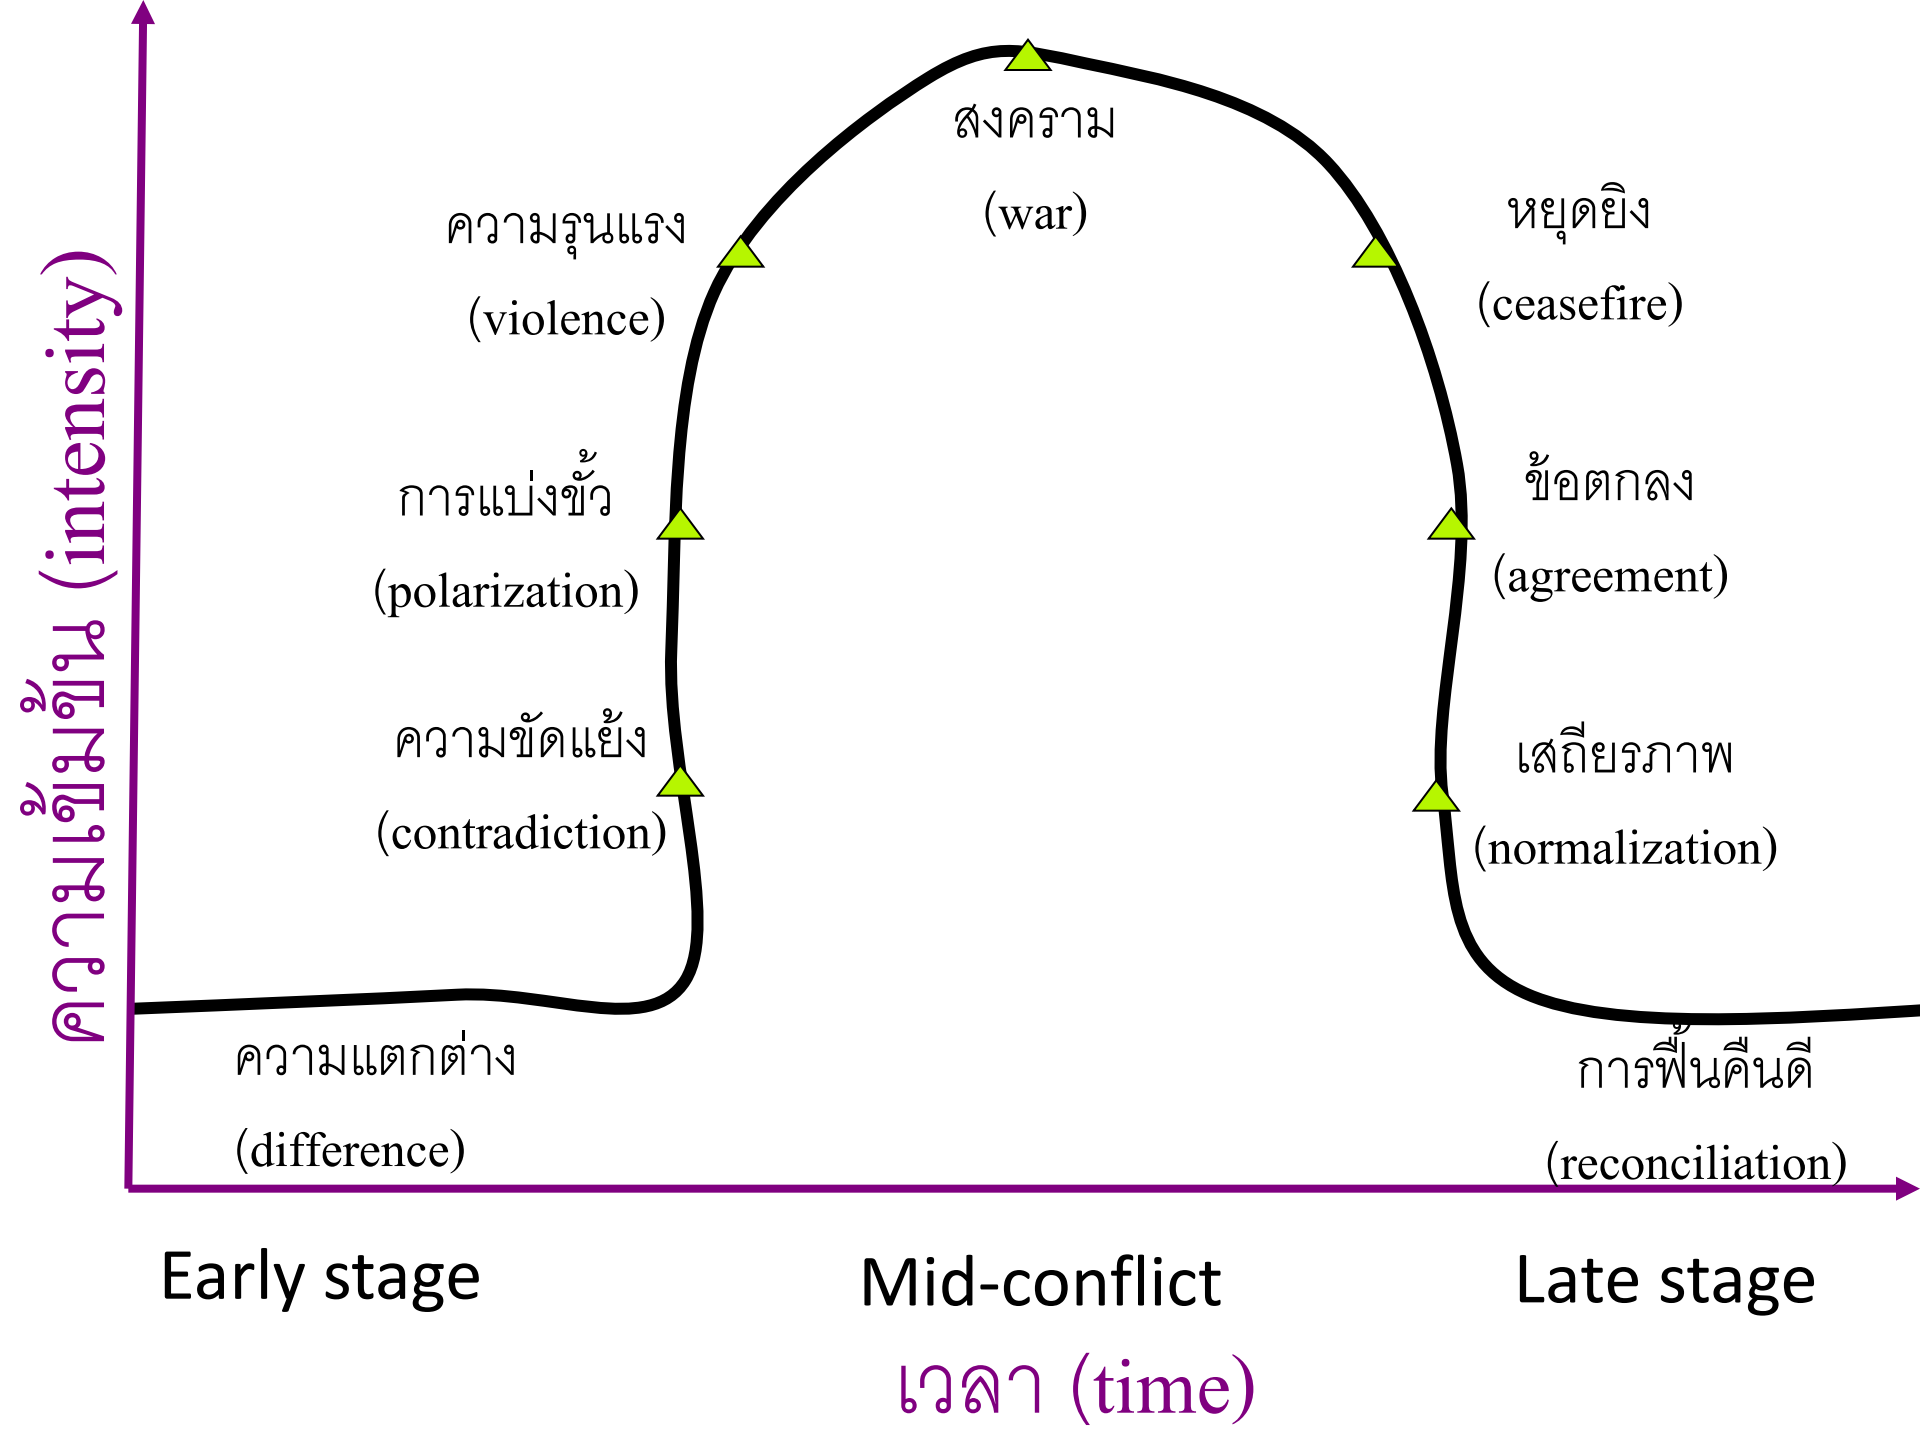 ความเข้มข้น (intensity)
สงคราม
(war)
ความรุนแรง
(violence)
หยุดยิง
(ceasefire)
การแบ่งขั้ว
(polarization)
ข้อตกลง
(agreement)
ความขัดแย้ง
(contradiction)
เสถียรภาพ
(normalization)
ความแตกต่าง
(difference)
การฟื้นคืนดี
(reconciliation)
Early stage
Mid-conflict
Late stage
เวลา (time)